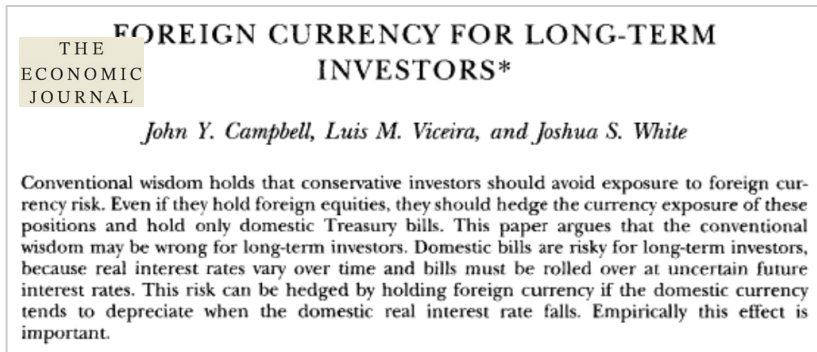 FOREIGN CURRENCY FOR LONG-TERM
INVESTORS*
THE
ECONOMIC
JOURNAL
John Y. Campbell, Luis M. Viceira, and Joshua S. White
Conventional wisdom holds that conservative investors should avoid exposure to foreign cur-
rency risk. Even if they hold foreign equities, they should hedge the currency exposure of these
positions and hold only domestic Treasury bills. This paper argues that the conventional
wisdom may be wrong for long-term investors. Domestic bills are risky for long-term investors,
because real interest rates vary over time and bills must be rolled over at uncertain future
interest rates. This risk can be hedged by holding foreign currency if the domestic currency
tends to depreciate when the domestic real interest rate falls. Empirically this effect is
important.